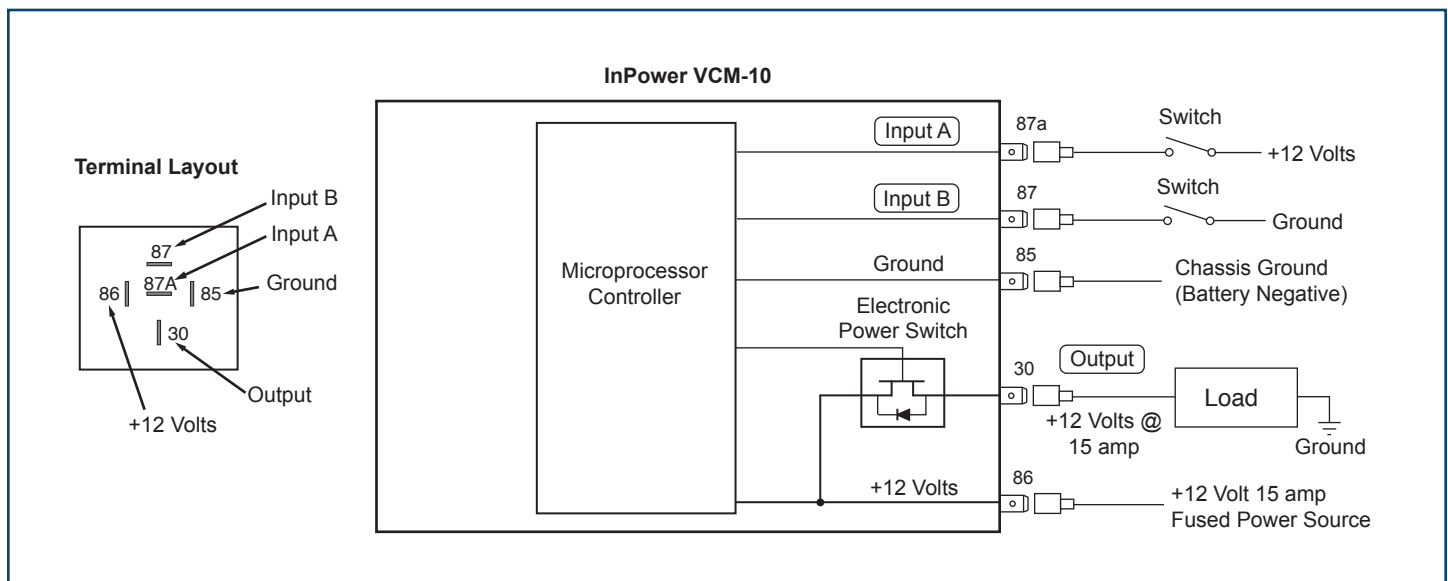 InPower VCM-10
Terminal Layout
Input B
Input A
Ground
87
87A
86
85
30
Output
+12 Volts
Microprocessor
Controller
Input A
87a
Switch
+12 Volts
Input B
87
Switch
Ground
Ground
85
Chassis Ground
(Battery Negative)
Electronic
Power Switch
30
Output
Load
+12 Volts @
15 amp
Ground
+12 Volts
86
+12 Volt 15 amp
Fused Power Source